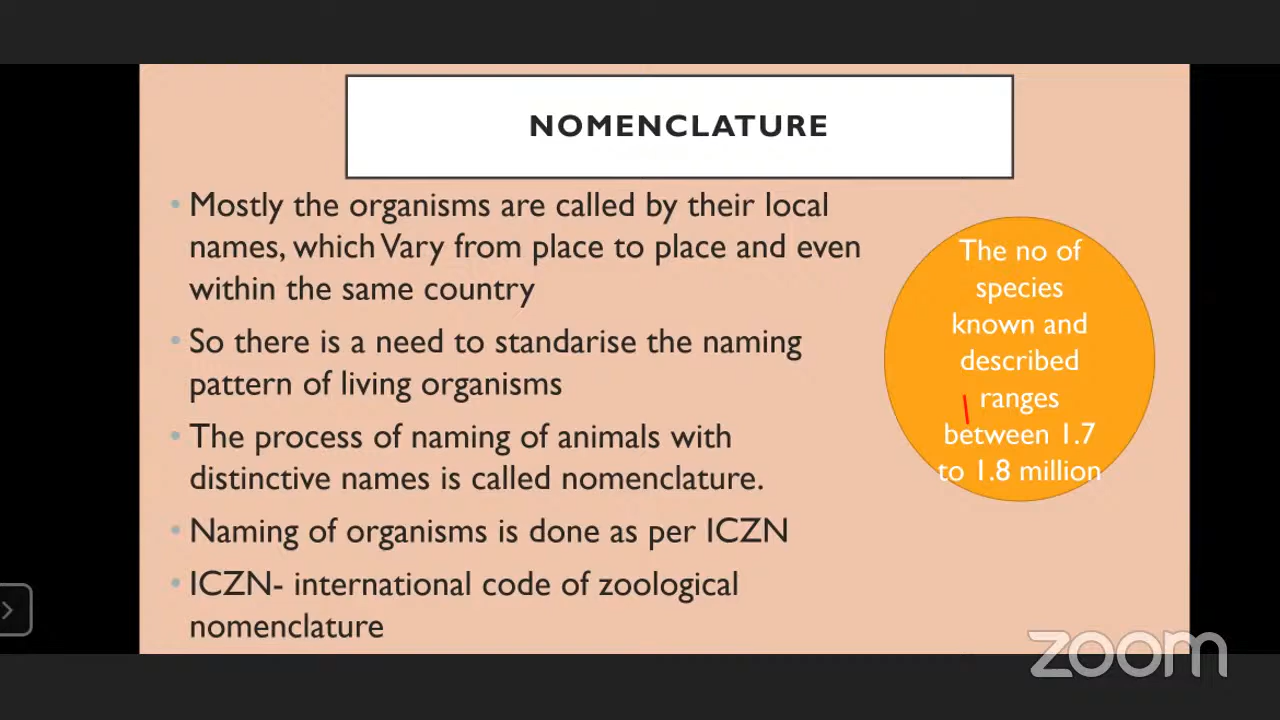 NOMENCLATURE
Mostly the organisms are called by their local
names, which Vary from place to place and even
within the same country
So there is a need to standarise the naming
pattern of living organisms
The process of naming of animals with
distinctive names is called nomenclature.
Naming of organisms is done as per ICZN
ICZN- international code of zoological
nomenclature
The no of
species
known and
described
ranges
between 1.7
to 1.8 million
zoom